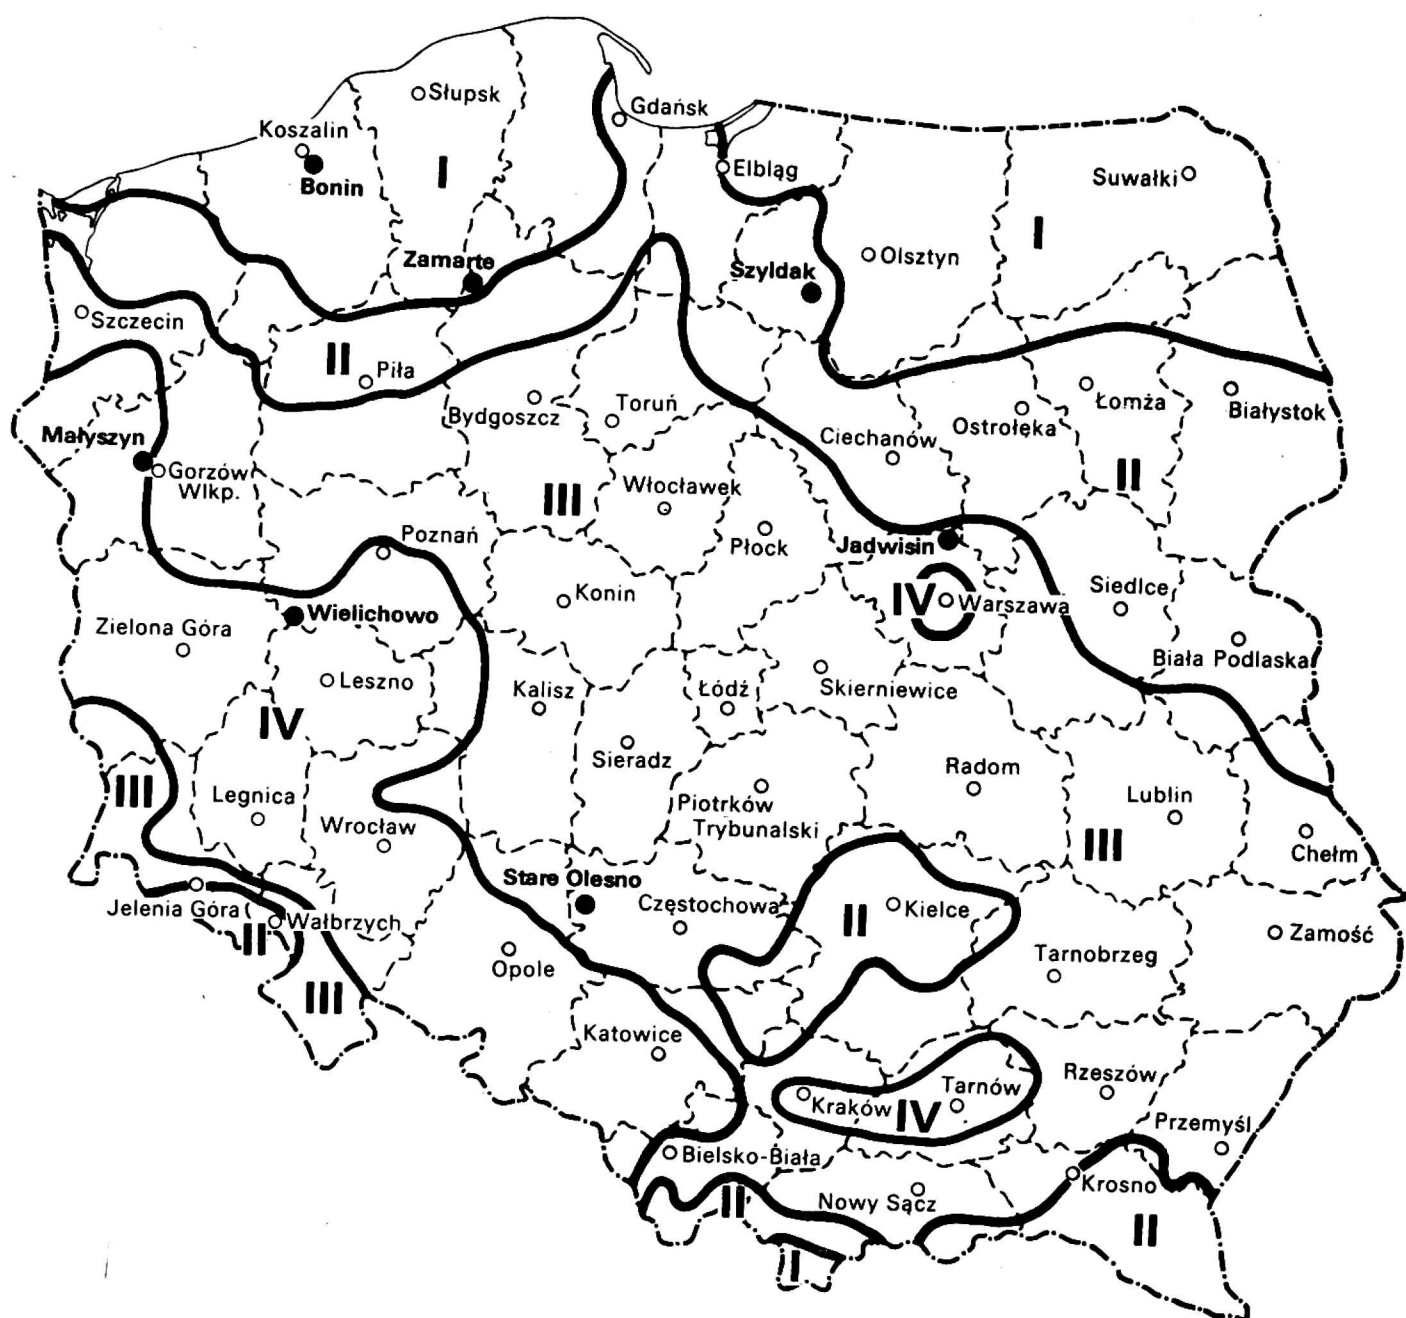 Słupsk
Gdańsk
Koszalin
Bonin
I
Elbląg
Suwałki
I
Zamarte
Szyldak
Olsztyn
Szczecin
II
Piła
Bydgoszcz
Toruń
Ciechanów
Ostrołęka
Łomża
Białystok
Małyszyn
Gorzów
Wlkp.
III
Włocławek
II
Poznań
Płock
Jadwisin
Wielichowo
Konin
IV
Warszawa
Siedlce
Zielona Góra
Biała Podlaska
Leszno
Kalisz
Łódź
Skierniewice
IV
Sieradz
Radom
III
Legnica
Wrocław
Piotrków
Trybunalski
Lublin
III
Chełm
Stare Olesno
Jelenia Góra
Wałbrzych
Częstochowa
Kielce
II
II
Opole
Tarnobrzeg
Zamość
III
Katowice
Kraków
Tarnów
IV
Rzeszów
Przemyśl
Bielsko-Biała
II
Nowy Sącz
Krosno
II
I